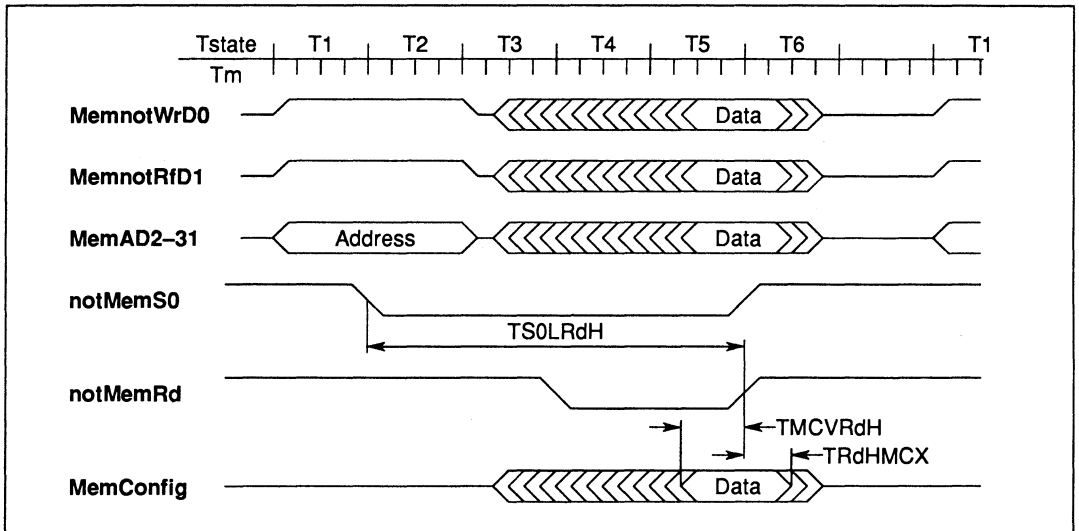 Tstate T1 T2 T3 T4 T5 T6 T1
Tm
MemnotWrD0 Data
MemnotRfD1 Data
MemAD2–31 Address Data
notMemS0
TS0LRdH
notMemRd
TMCVRdH
TRdHMCX
MemConfig Data